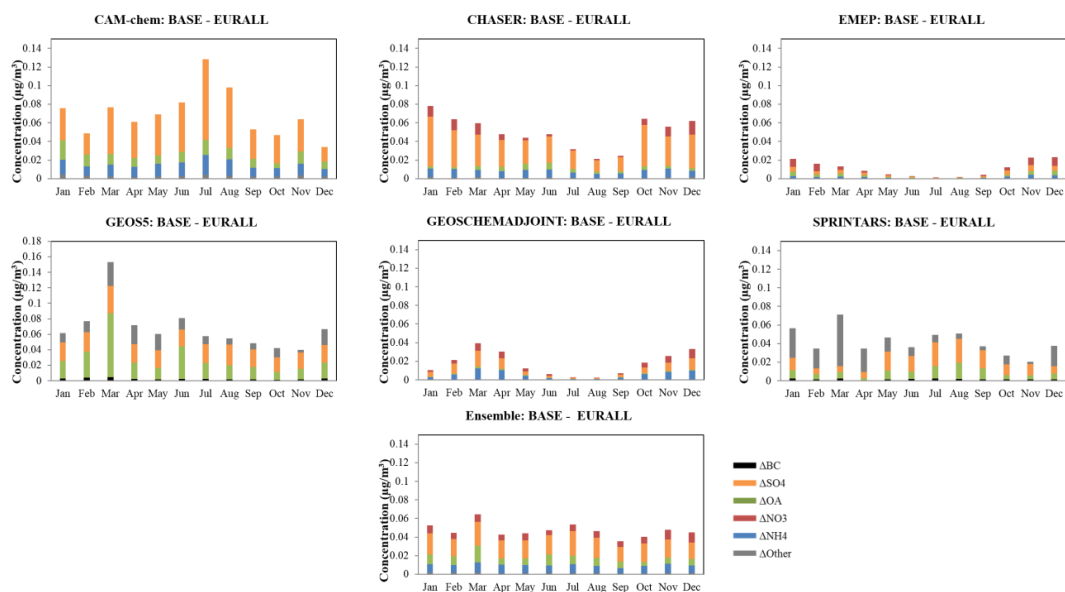 CAM-chem: BASE - EURALL
Concentration (µg/m³)
0.14
0.12
0.1
0.08
0.06
0.04
0.02
0
Jan Feb Mar Apr May Jun Jul Aug Sep Oct Nov Dec
CHASER: BASE - EURALL
Concentration (µg/m³)
0.14
0.12
0.1
0.08
0.06
0.04
0.02
0
Jan Feb Mar Apr May Jun Jul Aug Sep Oct Nov Dec
EMEP: BASE - EURALL
Concentration (µg/m³)
0.14
0.12
0.1
0.08
0.06
0.04
0.02
0
Jan Feb Mar Apr May Jun Jul Aug Sep Oct Nov Dec
GEOS5: BASE - EURALL
Concentration (µg/m³)
0.18
0.16
0.14
0.12
0.1
0.08
0.06
0.04
0.02
0
Jan Feb Mar Apr May Jun Jul Aug Sep Oct Nov Dec
GEOSCHEMADJOINT: BASE - EURALL
Concentration (µg/m³)
0.14
0.12
0.1
0.08
0.06
0.04
0.02
0
Jan Feb Mar Apr May Jun Jul Aug Sep Oct Nov Dec
SPRINTARS: BASE - EURALL
Concentration (µg/m³)
0.14
0.12
0.1
0.08
0.06
0.04
0.02
0
Jan Feb Mar Apr May Jun Jul Aug Sep Oct Nov Dec
Ensemble: BASE - EURALL
Concentration (µg/m³)
0.14
0.12
0.1
0.08
0.06
0.04
0.02
0
Jan Feb Mar Apr May Jun Jul Aug Sep Oct Nov Dec
ΔBC
ΔSO4
ΔOA
ΔNO3
ΔNH4
ΔOther